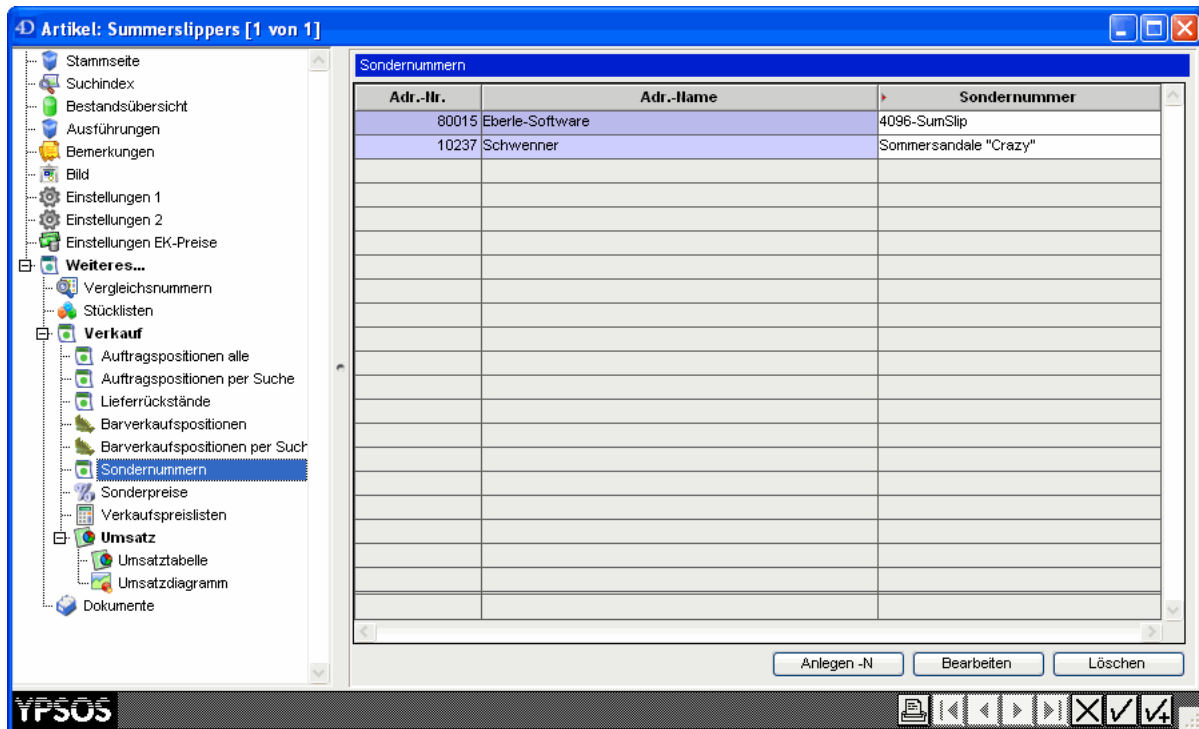 4D Artikel: Summerslippers [1 von 1]
Stammseite
Suchindex
Bestandsübersicht
Ausführungen
Bemerkungen
Bild
Einstellungen 1
Einstellungen 2
Einstellungen EK-Preise
Weiteres...
Vergleichsnummern
Stücklisten
Verkauf
Auftragspositionen alle
Auftragspositionen per Suche
Lieferrückstände
Barverkaufspositionen
Barverkaufspositionen per Such
Sondernummern
Sonderpreise
Verkaufspreislisten
Umsatz
Umsatztabelle
Umsatzdiagramm
Dokumente
Sondernummern
Adr.-Nr. Adr.-Name Sondernummer
80015 Eberle-Software 4096-SumSlip
10237 Schwenner Sommersandale "Crazy"
Anlegen -N Bearbeiten Löschen
YPSOS